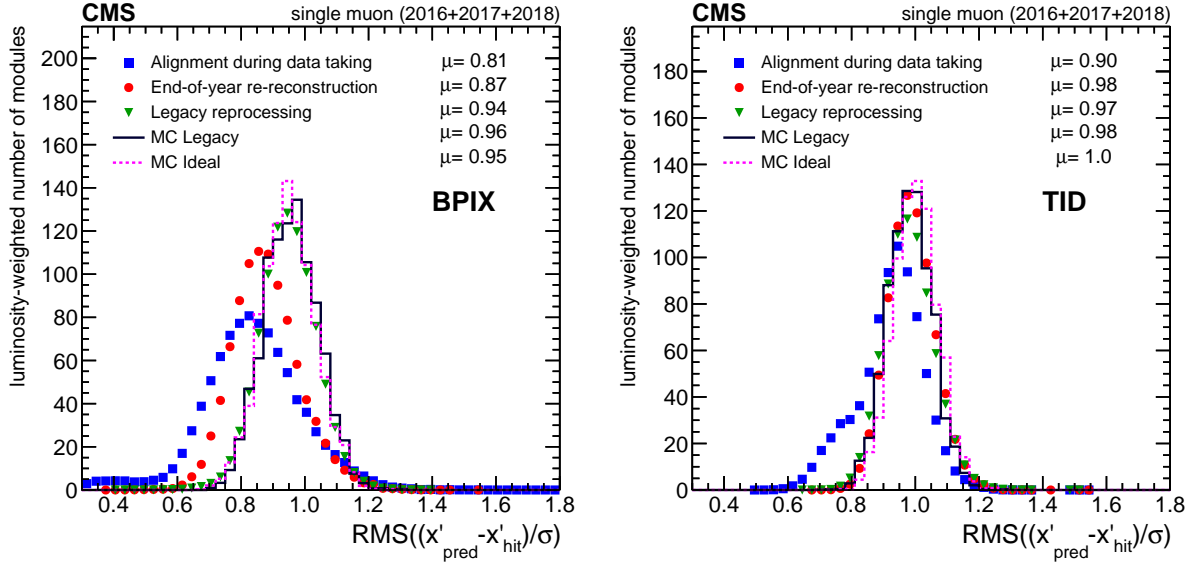 CMS single muon (2016+2017+2018)
luminosity-weighted number of modules
220
200
180
160
140
120
100
80
60
40
20
0
Alignment during data taking μ= 0.81
End-of-year re-reconstruction μ= 0.87
Legacy reprocessing μ= 0.94
MC Legacy μ= 0.96
MC Ideal μ= 0.95
BPIX
0.4 0.6 0.8 1.0 1.2 1.4 1.6 1.8
RMS((x'pred-x'hit)/σ)
CMS single muon (2016+2017+2018)
luminosity-weighted number of modules
180
160
140
120
100
80
60
40
20
0
Alignment during data taking μ= 0.90
End-of-year re-reconstruction μ= 0.98
Legacy reprocessing μ= 0.97
MC Legacy μ= 0.98
MC Ideal μ= 1.0
TID
0.4 0.6 0.8 1.0 1.2 1.4 1.6 1.8
RMS((x'pred-x'hit)/σ)